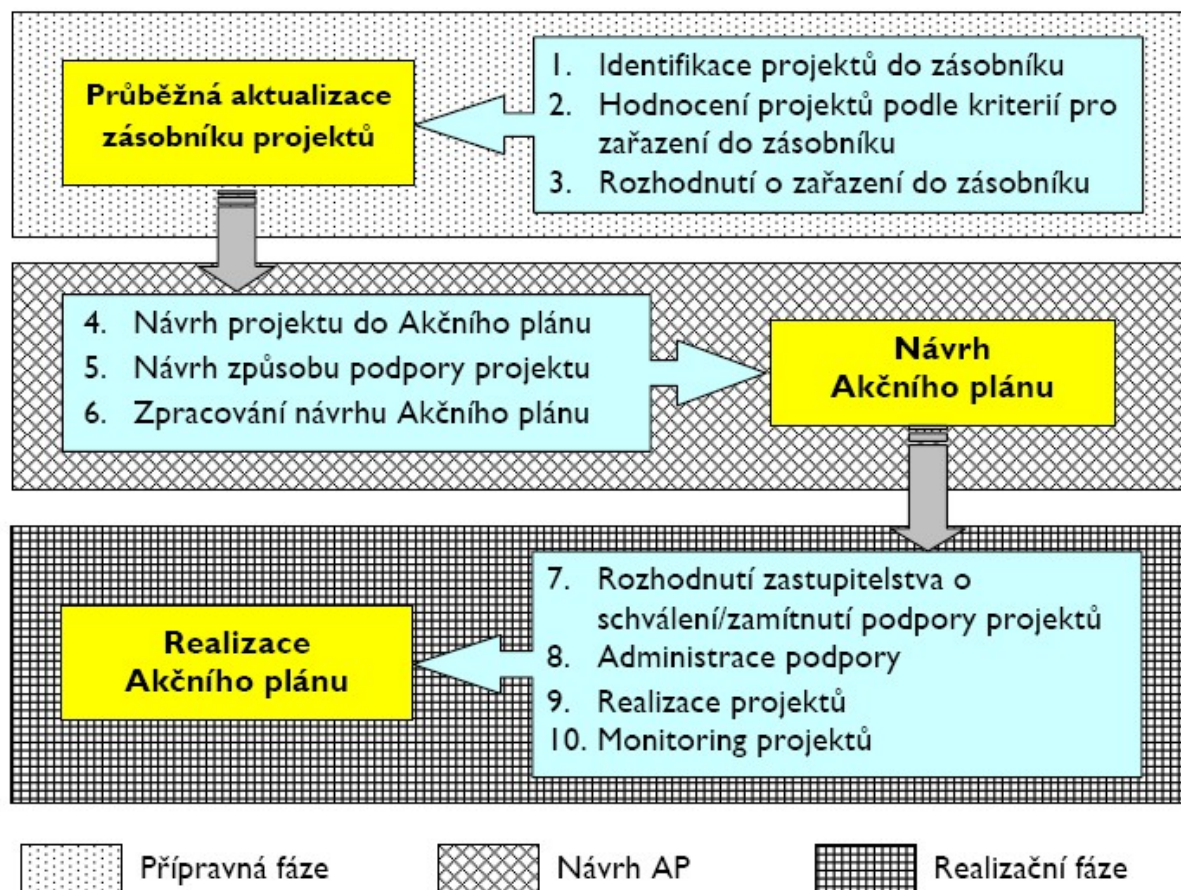 Průběžná aktualizace
zásobníku projektů
1. Identifikace projektů do zásobníku
2. Hodnocení projektů podle kriterií pro
zařazení do zásobníku
3. Rozhodnutí o zařazení do zásobníku
4. Návrh projektu do Akčního plánu
5. Návrh způsobu podpory projektu
6. Zpracování návrhu Akčního plánu
Návrh
Akčního plánu
7. Rozhodnutí zastupitelstva o
schválení/zamítnutí podpory projektů
8. Administrace podpory
9. Realizace projektů
10. Monitoring projektů
Realizace
Akčního plánu
Přípravná fáze
Návrh AP
Realizační fáze